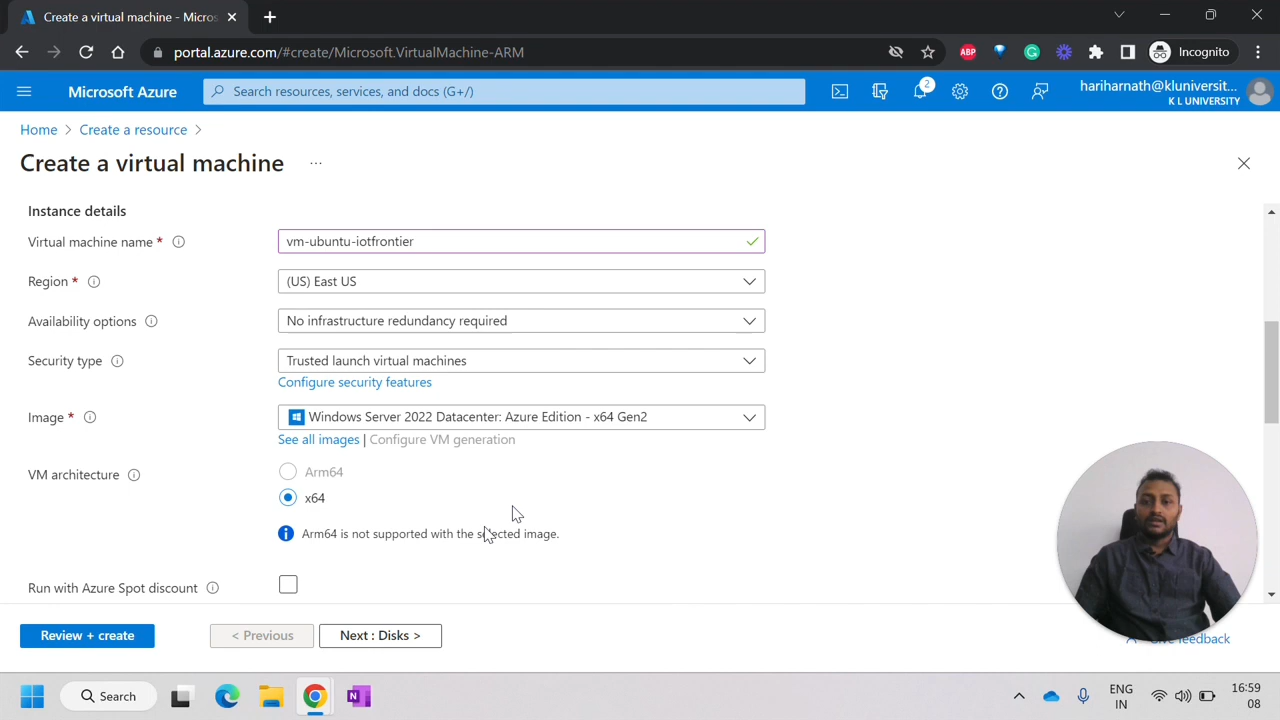 Create a virtual machine - Micros
portal.azure.com/#create/Microsoft.VirtualMachine-ARM
ABP
G
Incognito
Microsoft Azure
Search resources, services, and docs (G+/)
2
hariharnath@kluniversit...
K L UNIVERSITY
Home > Create a resource >
Create a virtual machine ...
Instance details
Virtual machine name *
vm-ubuntu-iotfrontier
Region *
(US) East US
Availability options
No infrastructure redundancy required
Security type
Trusted launch virtual machines
Configure security features
Image *
Windows Server 2022 Datacenter: Azure Edition - x64 Gen2
See all images | Configure VM generation
VM architecture
Arm64
x64
Arm64 is not supported with the selected image.
Run with Azure Spot discount
Review + create
< Previous
Next : Disks >
feedback
Search
N
ENG
IN
16:59
08